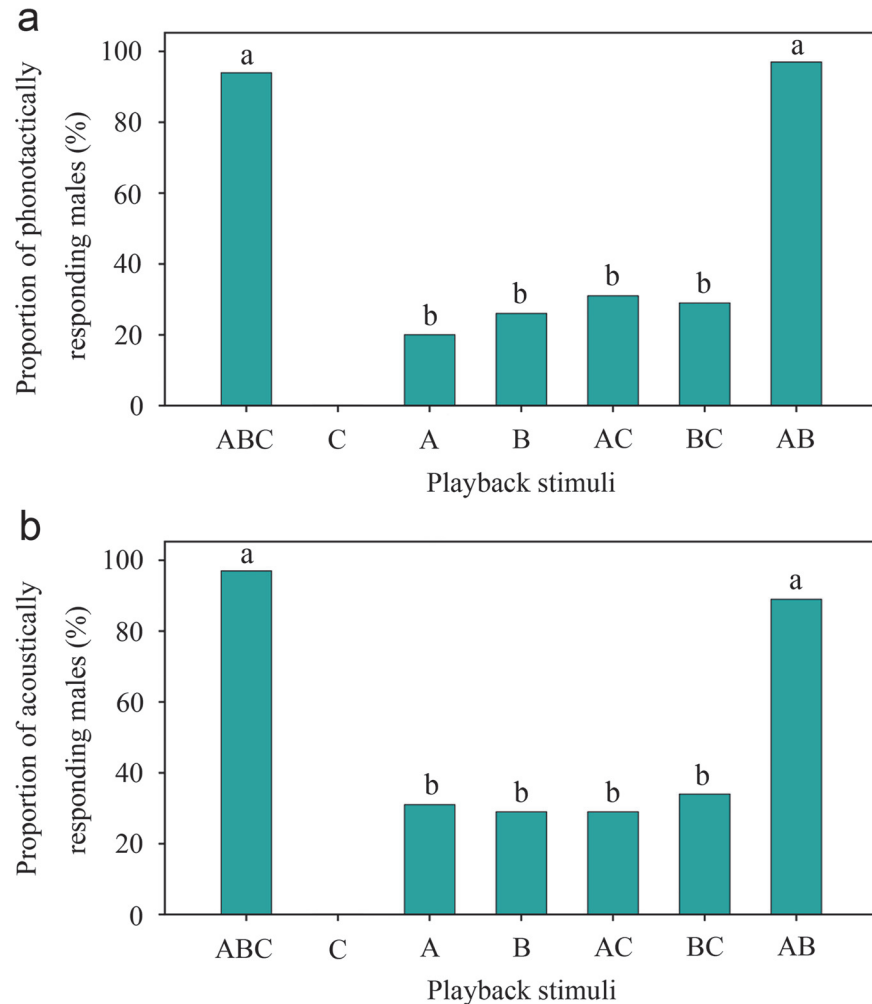 a
Proportion of phonotactically
responding males (%)
100
80
60
40
20
0
a
b
b
b
b
a
ABC C A B AC BC AB
Playback stimuli
b
Proportion of acoustically
responding males (%)
100
80
60
40
20
0
a
b
b
b
b
a
ABC C A B AC BC AB
Playback stimuli